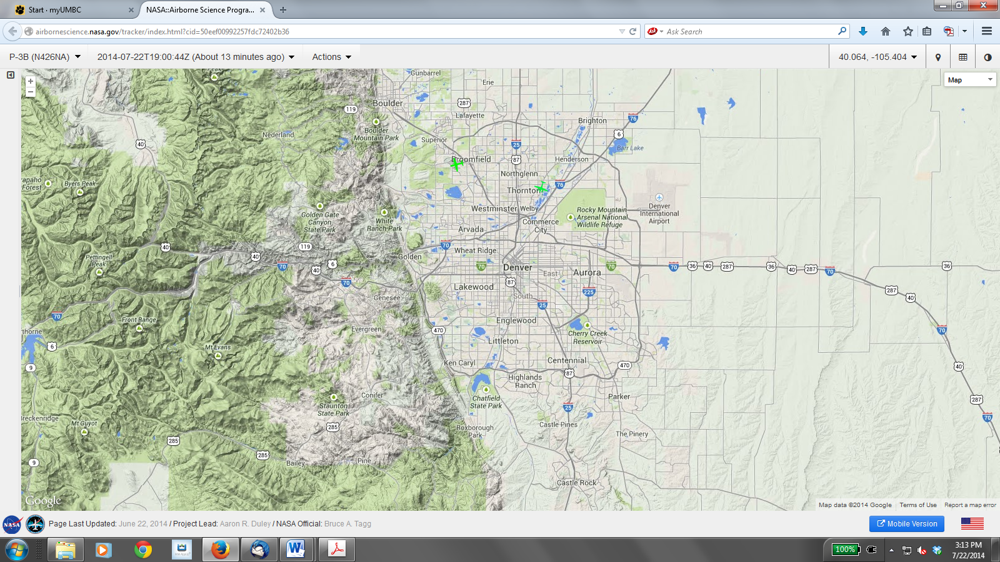 Start · myUMBC
NASA::Airborne Science Progra...
airbornescience.nasa.gov/tracker/index.html?cid=50eef00992257fdc72402b36
Ask Search
P-3B (N426NA)
2014-07-22T19:00:44Z (About 13 minutes ago)
Actions
40.064, -105.404
Map
Gunbarrel
Erie
Boulder
287
119
Lafayette
Boulder
Mountain Park
Brighton
76
6
Nederland
Superior
40
25
Barr Lake
87
Broomfield
Henderson
Northglenn
Byers Peak
Thornton
76
Denver
International
Airport
Golden Gate
Canyon
State Park
White
Ranch Park
Westminster
Welby
Rocky Mountain
Arsenal National
Wildlife Refuge
Commerce
City
Arvada
40
119
70
Wheat Ridge
Pettingell
Peak
40
70
40
6
Golden
70
Denver
East
Aurora
70
70
36
40
287
36
40
287
70
36
70
87
Lakewood
225
287
40
Genesee
South
25
70
Front Range
Evergreen
470
Englewood
Cherry Creek
Reservoir
70
6
Mt Evans
Littleton
9
Ken Caryl
Centennial
470
87
40
Highlands
Ranch
Conifer
Chatfield
State Park
Parker
287
Staunton
State Park
25
70
Breckenridge
Mt Guyot
285
Roxborough
Park
Castle Pines
The Pinery
285
285
9
Bailey
Pine
Castle Rock
Google
Map data ©2014 Google
Terms of Use
Report a map error
NASA
Page Last Updated: June 22, 2014 / Project Lead: Aaron R. Duley / NASA Official: Bruce A. Tagg
Mobile Version
100%
3:13 PM
7/22/2014